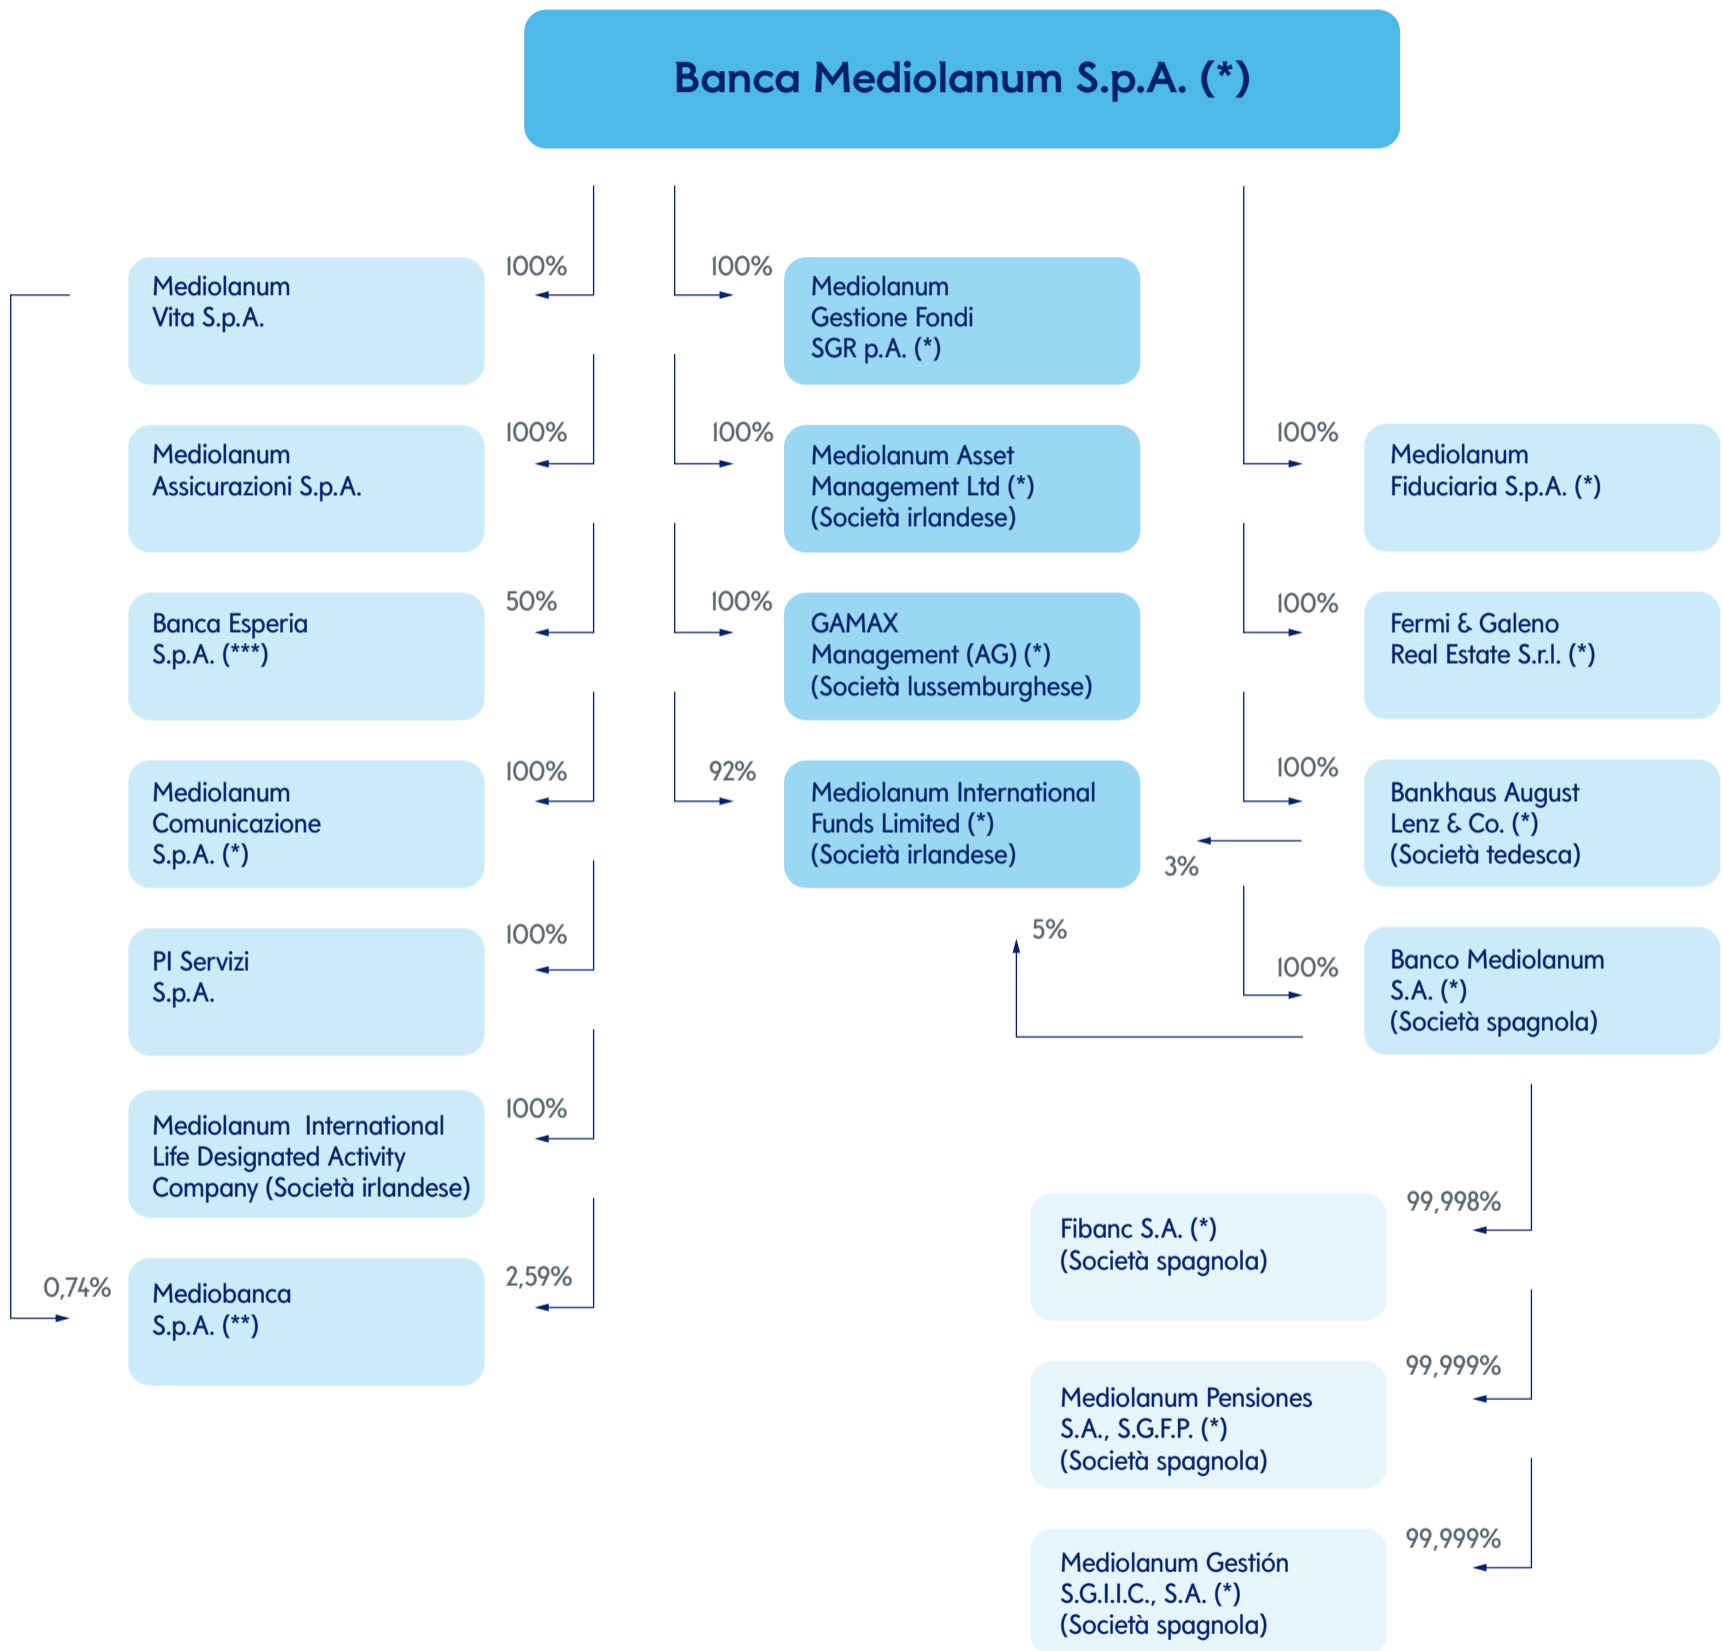 Banca Mediolanum S.p.A. (*)
100%
Mediolanum
Vita S.p.A.
100%
Mediolanum
Assicurazioni S.p.A.
50%
Banca Esperia
S.p.A. (***)
100%
Mediolanum
Comunicazione
S.p.A. (*)
100%
PI Servizi
S.p.A.
100%
Mediolanum International
Life Designated Activity
Company (Società irlandese)
0,74%
2,59%
Mediobanca
S.p.A. (**)
100%
Mediolanum
Gestione Fondi
SGR p.A. (*)
100%
Mediolanum Asset
Management Ltd (*)
(Società irlandese)
100%
GAMAX
Management (AG) (*)
(Società lussemburghese)
92%
Mediolanum International
Funds Limited (*)
(Società irlandese)
3%
5%
100%
Mediolanum
Fiduciaria S.p.A. (*)
100%
Fermi & Galeno
Real Estate S.r.l. (*)
100%
Bankhaus August
Lenz & Co. (*)
(Società tedesca)
100%
Banco Mediolanum
S.A. (*)
(Società spagnola)
99,998%
Fibanc S.A. (*)
(Società spagnola)
99,999%
Mediolanum Pensiones
S.A., S.G.F.P. (*)
(Società spagnola)
99,999%
Mediolanum Gestión
S.G.I.I.C., S.A. (*)
(Società spagnola)